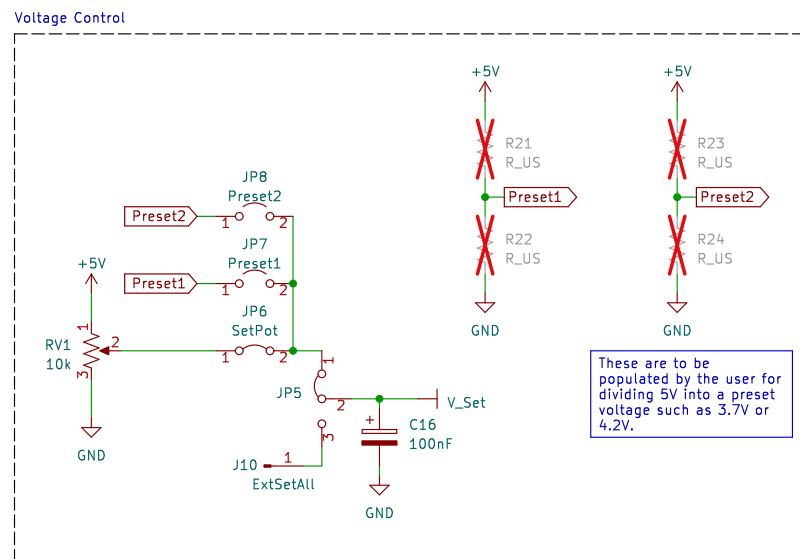 Voltage Control
+5V
+5V
R21
R_US
R23
R_US
Preset1
Preset2
R22
R_US
R24
R_US
GND
GND
JP8
Preset2
Preset2
1
2
JP7
Preset1
Preset1
1
2
+5V
JP6
SetPot
1
2
RV1
10k
1
2
3
GND
JP5
1
2
3
V_Set
+
C16
100nF
J10
1
ExtSetAll
GND
These are to be
populated by the user for
dividing 5V into a preset
voltage such as 3.7V or
4.2V.